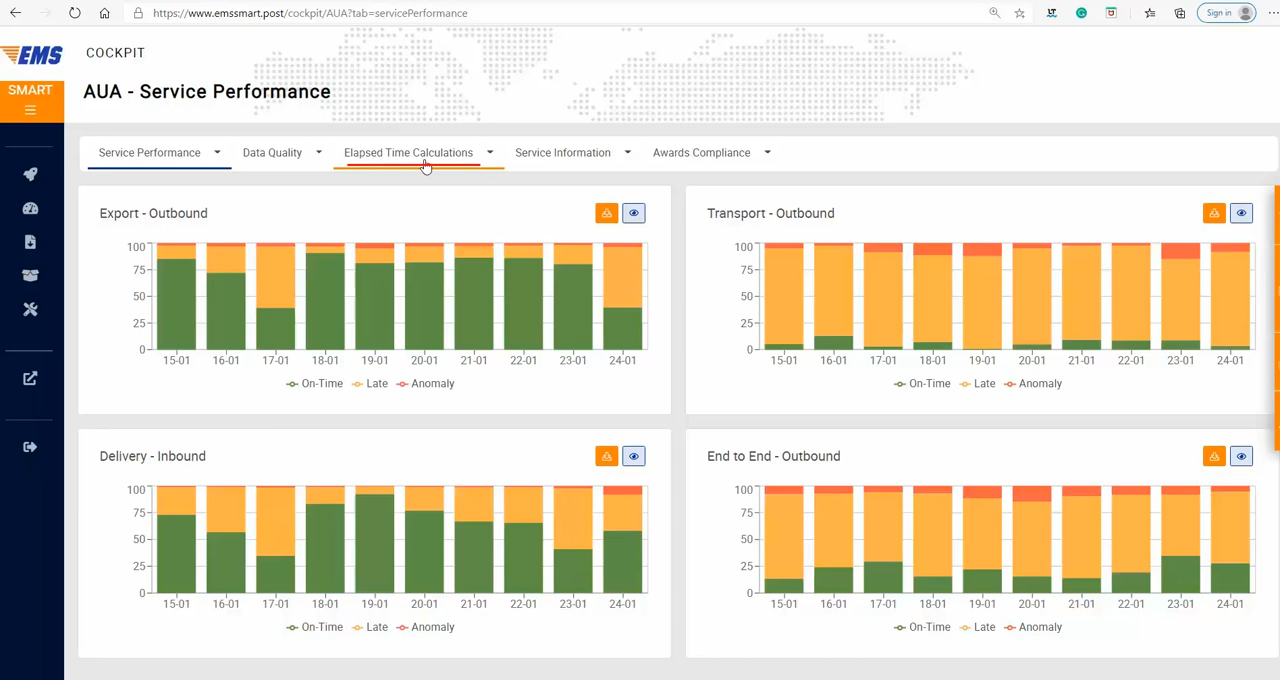 https://www.emssmart.post/cockpit/AUA?tab=servicePerformance
Sign in
EMS
COCKPIT
SMART
AUA - Service Performance
Service Performance
Data Quality
Elapsed Time Calculations
Service Information
Awards Compliance
Export - Outbound
100
75
50
25
0
15-01 16-01 17-01 18-01 19-01 20-01 21-01 22-01 23-01 24-01
On-Time Late Anomaly
Transport - Outbound
100
75
50
25
0
15-01 16-01 17-01 18-01 19-01 20-01 21-01 22-01 23-01 24-01
On-Time Late Anomaly
Delivery - Inbound
100
75
50
25
0
15-01 16-01 17-01 18-01 19-01 20-01 21-01 22-01 23-01 24-01
On-Time Late Anomaly
End to End - Outbound
100
75
50
25
0
15-01 16-01 17-01 18-01 19-01 20-01 21-01 22-01 23-01 24-01
On-Time Late Anomaly